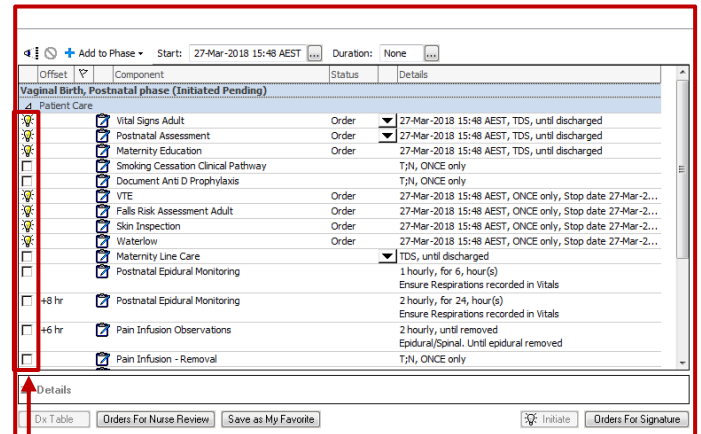 Add to Phase Start: 27-Mar-2018 15:48 AEST ... Duration: None ...
Offset Component Status Details
Vaginal Birth, Postnatal phase (Initiated Pending)
Patient Care
Vital Signs Adult Order 27-Mar-2018 15:48 AEST, TDS, until discharged
Postnatal Assessment Order 27-Mar-2018 15:48 AEST, TDS, until discharged
Maternity Education Order 27-Mar-2018 15:48 AEST, TDS, until discharged
Smoking Cessation Clinical Pathway T;N, ONCE only
Document Anti D Prophylaxis T;N, ONCE only
VTE Order 27-Mar-2018 15:48 AEST, ONCE only, Stop date 27-Mar-2...
Falls Risk Assessment Adult Order 27-Mar-2018 15:48 AEST, ONCE only, Stop date 27-Mar-2...
Skin Inspection Order 27-Mar-2018 15:48 AEST, ONCE only, Stop date 27-Mar-2...
Waterlow Order 27-Mar-2018 15:48 AEST, ONCE only, Stop date 27-Mar-2...
Maternity Line Care TDS, until discharged
Postnatal Epidural Monitoring 1 hourly, for 6, hour(s)
Ensure Respirations recorded in Vitals
+8 hr Postnatal Epidural Monitoring 2 hourly, for 24, hour(s)
Ensure Respirations recorded in Vitals
+6 hr Pain Infusion Observations 2 hourly, until removed
Epidural/Spinal. Until epidural removed
Pain Infusion - Removal T;N, ONCE only
Details
Dx Table Orders For Nurse Review Save as My Favorite Initiate Orders For Signature